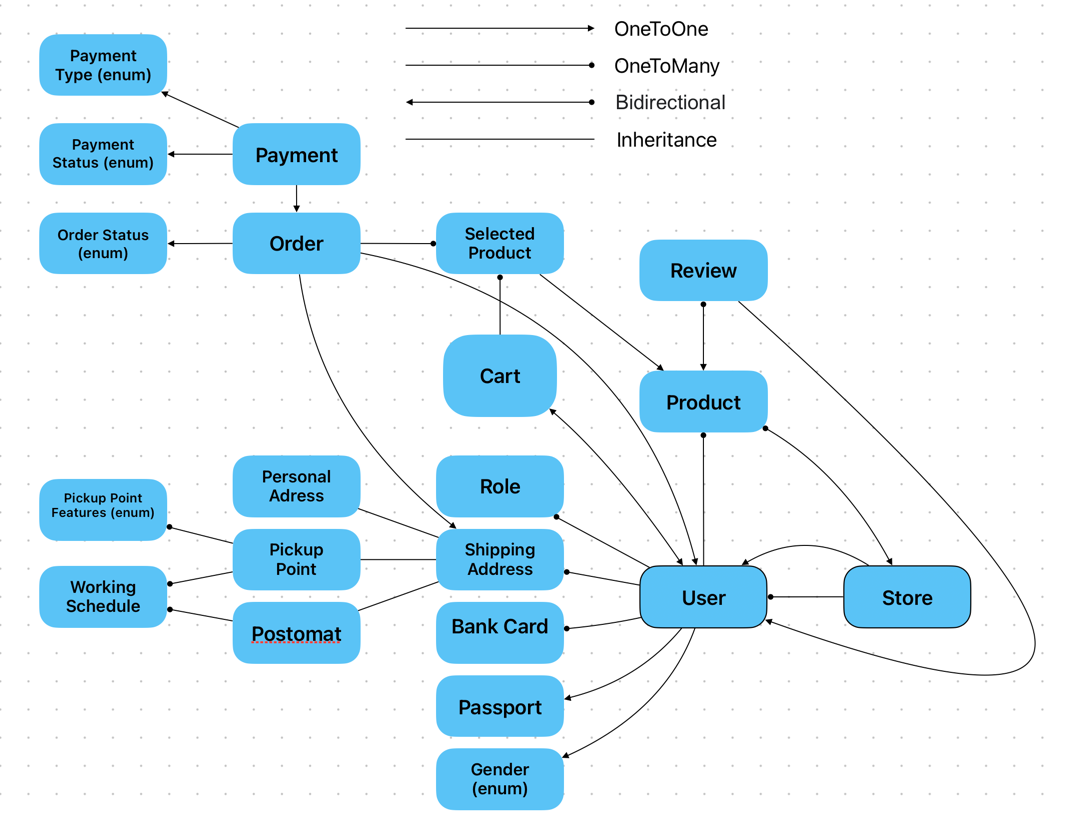 OneToOne
OneToMany
Bidirectional
Inheritance
Payment
Type (enum)
Payment
Status (enum)
Payment
Order Status
(enum)
Order
Selected
Product
Review
Cart
Product
Personal
Adress
Role
Pickup Point
Features (enum)
Pickup
Point
Shipping
Address
Working
Schedule
User
Store
Postomat
Bank Card
Passport
Gender
(enum)